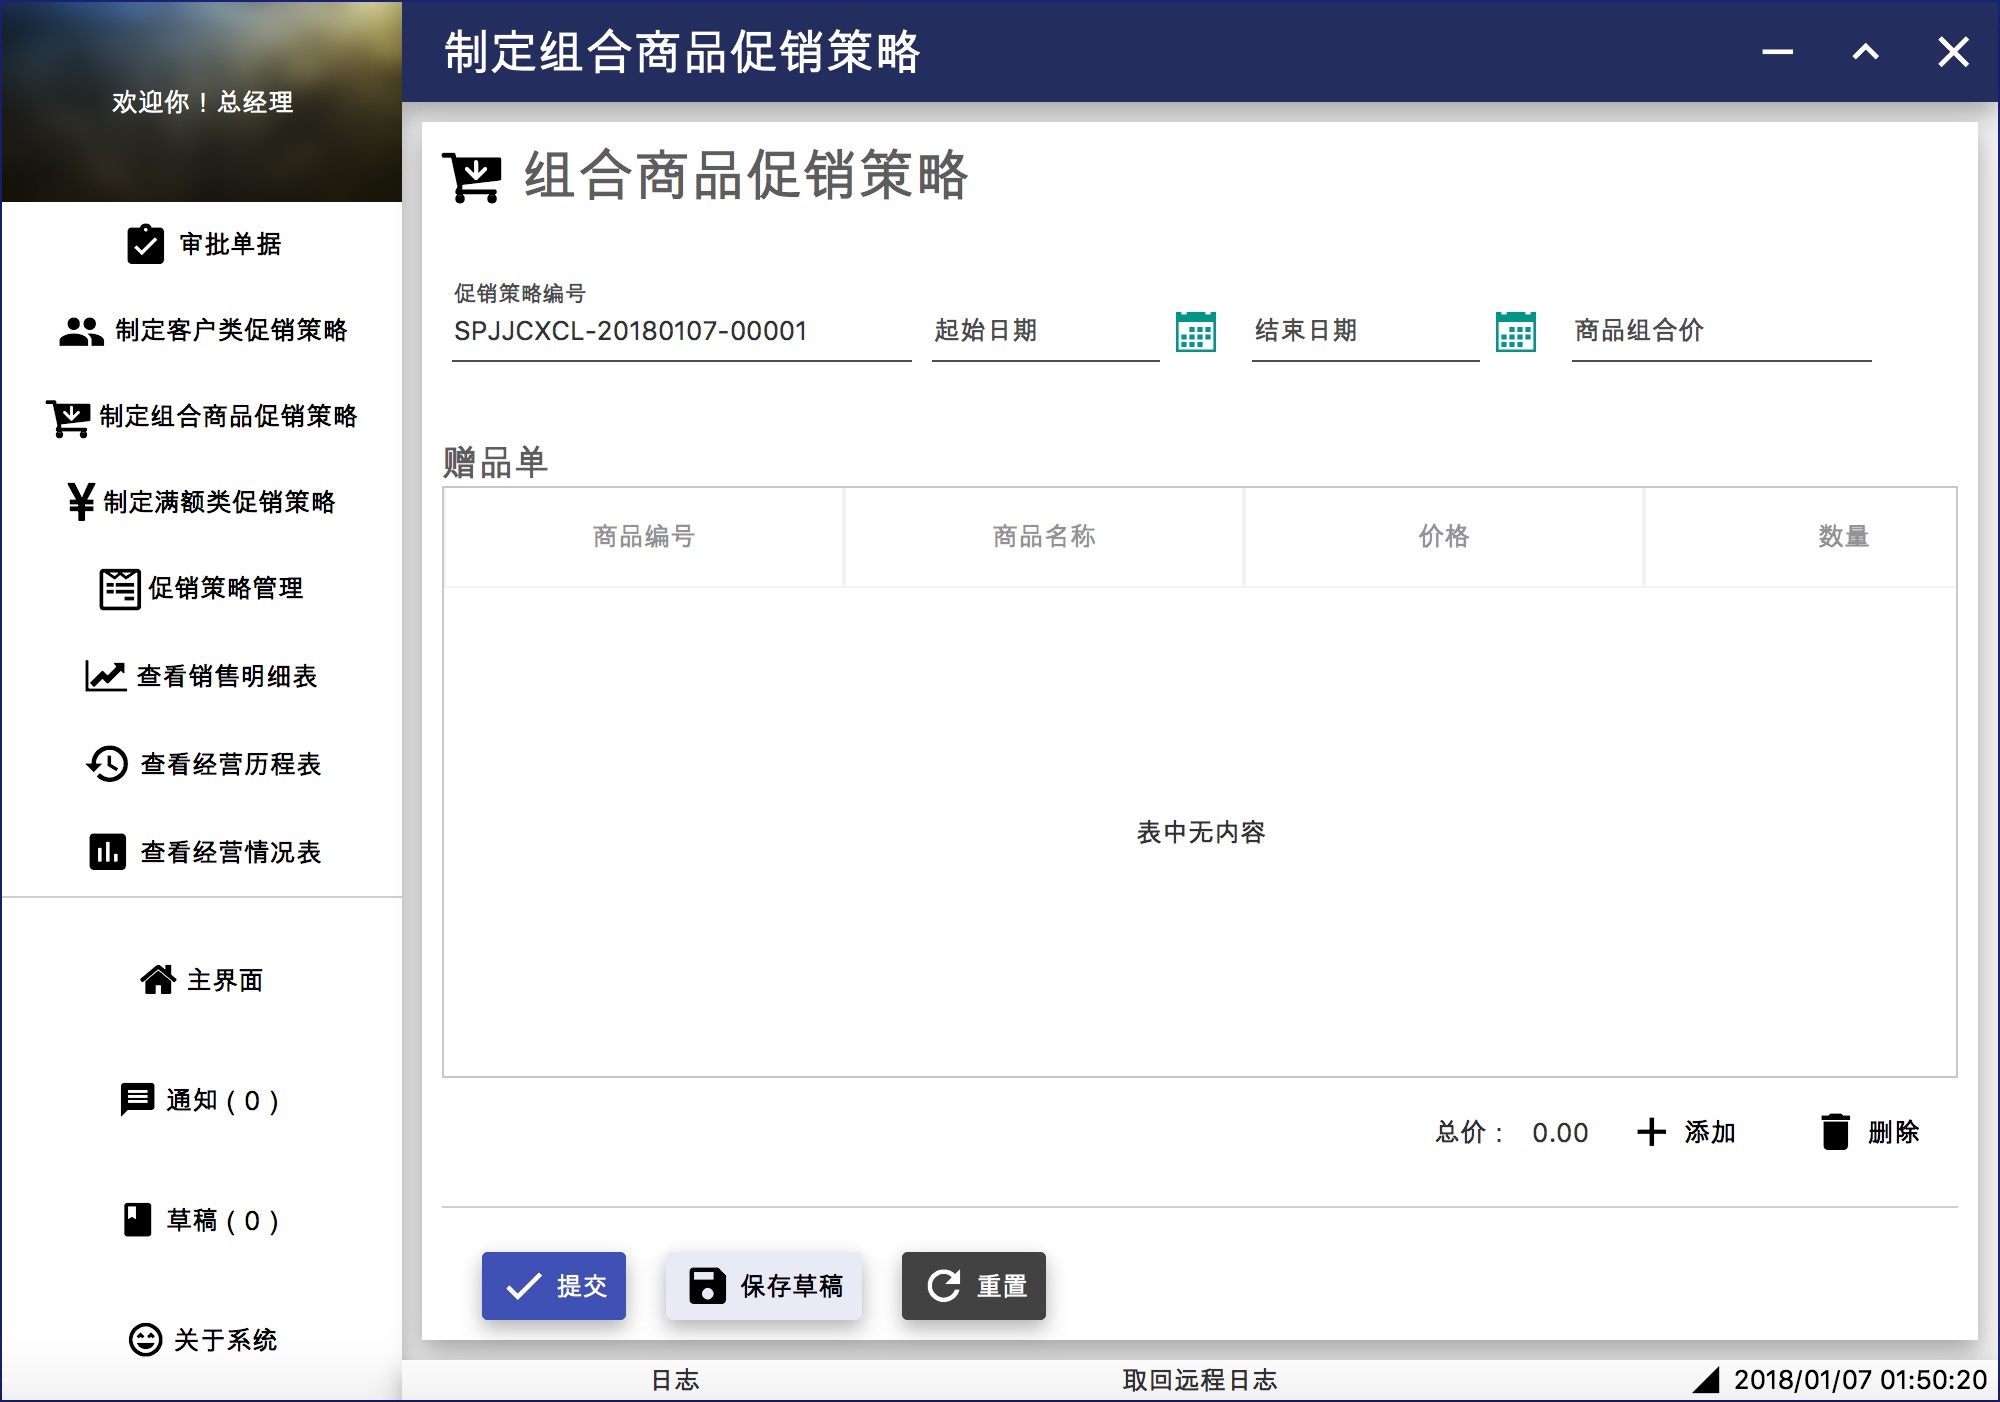 欢迎你！总经理
审批单据
制定客户类促销策略
制定组合商品促销策略
制定满额类促销策略
促销策略管理
查看销售明细表
查看经营历程表
查看经营情况表
主界面
通知 ( 0 )
草稿 ( 0 )
关于系统
制定组合商品促销策略
组合商品促销策略
促销策略编号
SPJJCXCL-20180107-00001 起始日期 结束日期 商品组合价
赠品单
商品编号 商品名称 价格 数量
表中无内容
总价： 0.00 添加 删除
提交 保存草稿 重置
日志 取回远程日志 2018/01/07 01:50:20